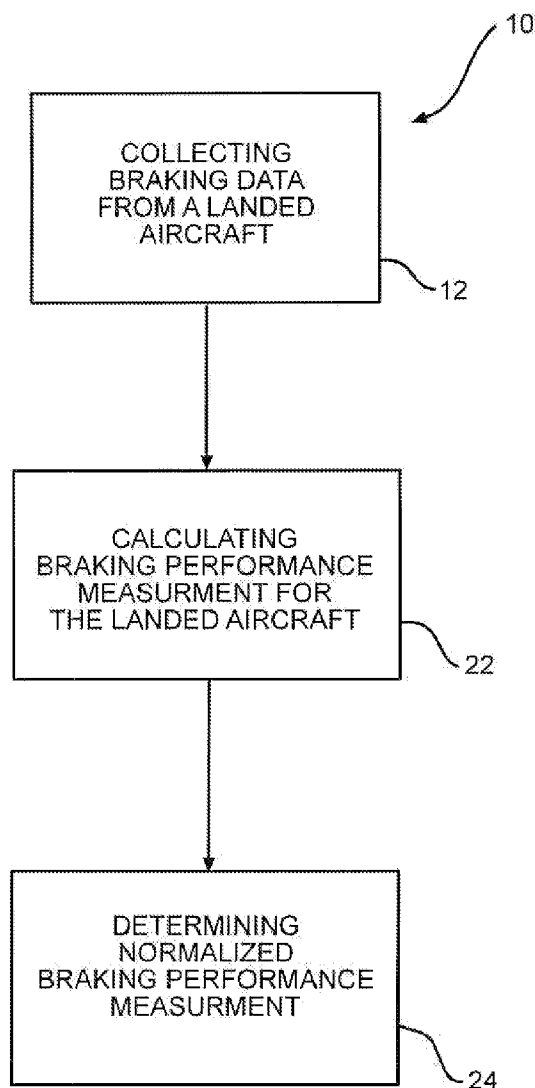 10
COLLECTING
BRAKING DATA
FROM A LANDED
AIRCRAFT
12
CALCULATING
BRAKING PERFORMANCE
MEASURMENT FOR
THE LANDED AIRCRAFT
22
DETERMINING
NORMALIZED
BRAKING PERFORMANCE
MEASURMENT
24